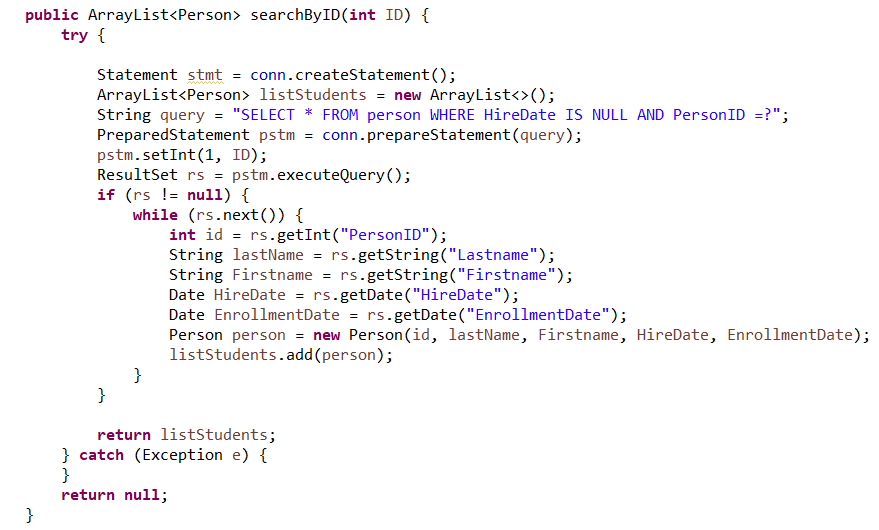 public ArrayList<Person> searchByID(int ID) {
    try {

        Statement stmt = conn.createStatement();
        ArrayList<Person> listStudents = new ArrayList<>();
        String query = "SELECT * FROM person WHERE HireDate IS NULL AND PersonID =?";
        PreparedStatement pstm = conn.prepareStatement(query);
        pstm.setInt(1, ID);
        ResultSet rs = pstm.executeQuery();
        if (rs != null) {
            while (rs.next()) {
                int id = rs.getInt("PersonID");
                String lastName = rs.getString("Lastname");
                String Firstname = rs.getString("Firstname");
                Date HireDate = rs.getDate("HireDate");
                Date EnrollmentDate = rs.getDate("EnrollmentDate");
                Person person = new Person(id, lastName, Firstname, HireDate, EnrollmentDate);
                listStudents.add(person);
            }
        }

        return listStudents;
    } catch (Exception e) {
    }
    return null;
}